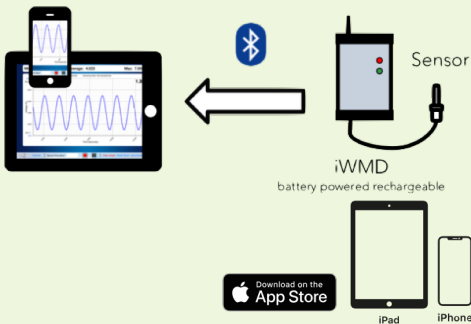 Sensor
iWMD
battery powered rechargeable
Download on the
App Store
iPad
iPhone